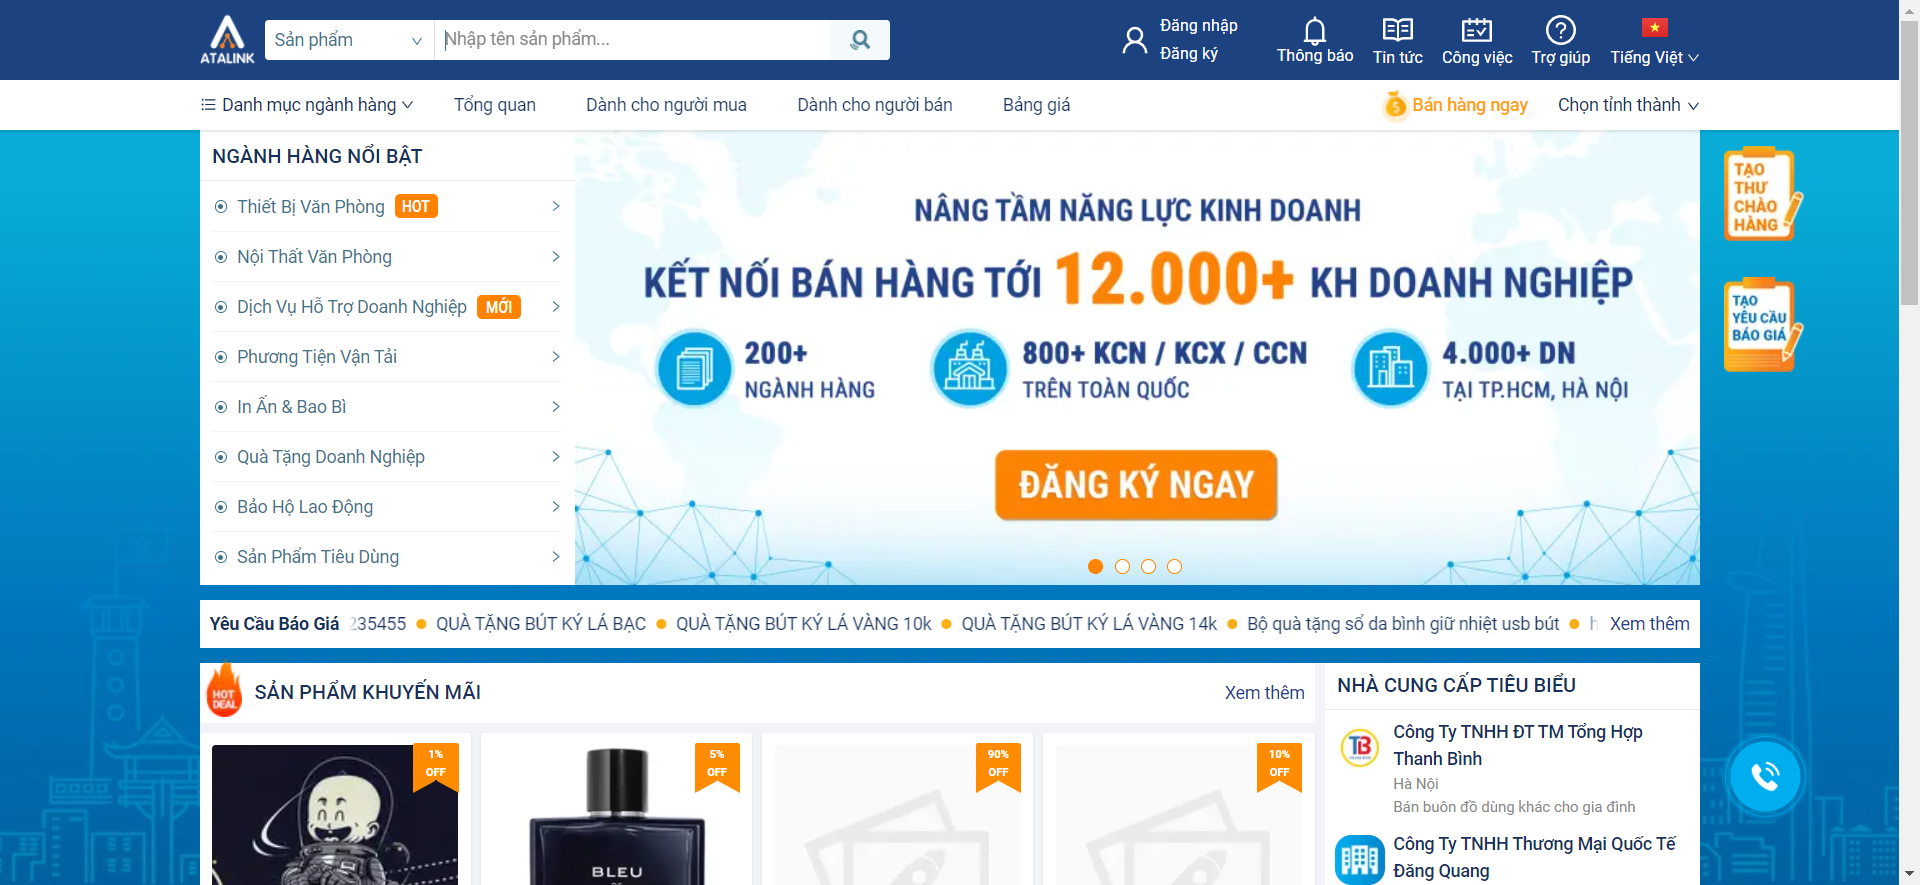 ATALINK
Sản phẩm
Nhập tên sản phẩm...
Đăng nhập
Đăng ký
Thông báo
Tin tức
Công việc
Trợ giúp
Tiếng Việt
Danh mục ngành hàng
Tổng quan
Dành cho người mua
Dành cho người bán
Bảng giá
Bán hàng ngay
Chọn tỉnh thành
NGÀNH HÀNG NỔI BẬT
Thiết Bị Văn Phòng HOT
Nội Thất Văn Phòng
Dịch Vụ Hỗ Trợ Doanh Nghiệp MỚI
Phương Tiện Vận Tải
In Ấn & Bao Bì
Quà Tặng Doanh Nghiệp
Bảo Hộ Lao Động
Sản Phẩm Tiêu Dùng
NÂNG TẦM NĂNG LỰC KINH DOANH
KẾT NỐI BÁN HÀNG TỚI 12.000+ KH DOANH NGHIỆP
200+
NGÀNH HÀNG
800+ KCN / KCX / CCN
TRÊN TOÀN QUỐC
4.000+ DN
TẠI TP.HCM, HÀ NỘI
ĐĂNG KÝ NGAY
TẠO
THƯ
CHÀO
HÀNG
TẠO
YÊU CẦU
BÁO GIÁ
Yêu Cầu Báo Giá 235455 QUÀ TẶNG BÚT KÝ LÁ BẠC QUÀ TẶNG BÚT KÝ LÁ VÀNG 10k QUÀ TẶNG BÚT KÝ LÁ VÀNG 14k Bộ quà tặng sổ da bình giữ nhiệt usb bút h Xem thêm
HOT
DEAL
SẢN PHẨM KHUYẾN MÃI
Xem thêm
1%
OFF
5%
OFF
90%
OFF
10%
OFF
BLEU
NHÀ CUNG CẤP TIÊU BIỂU
TB
Công Ty TNHH ĐT TM Tổng Hợp
Thanh Bình
Hà Nội
Bán buôn đồ dùng khác cho gia đình
Công Ty TNHH Thương Mại Quốc Tế
Đăng Quang